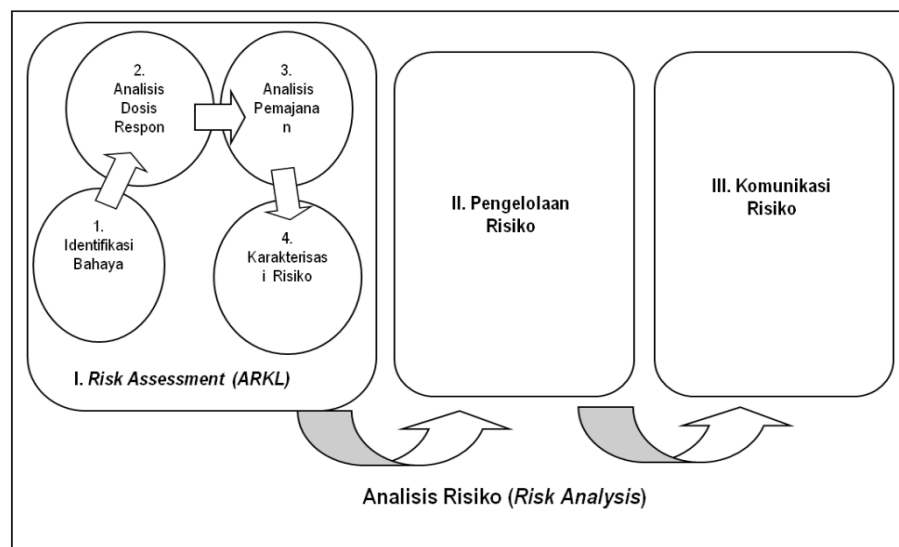 1.
Identifikasi
Bahaya
2.
Analisis
Dosis
Respon
3.
Analisis
Pemajana
n
4.
Karakterisas
i Risiko
I. Risk Assessment (ARKL)
II. Pengelolaan
Risiko
III. Komunikasi
Risiko
Analisis Risiko (Risk Analysis)